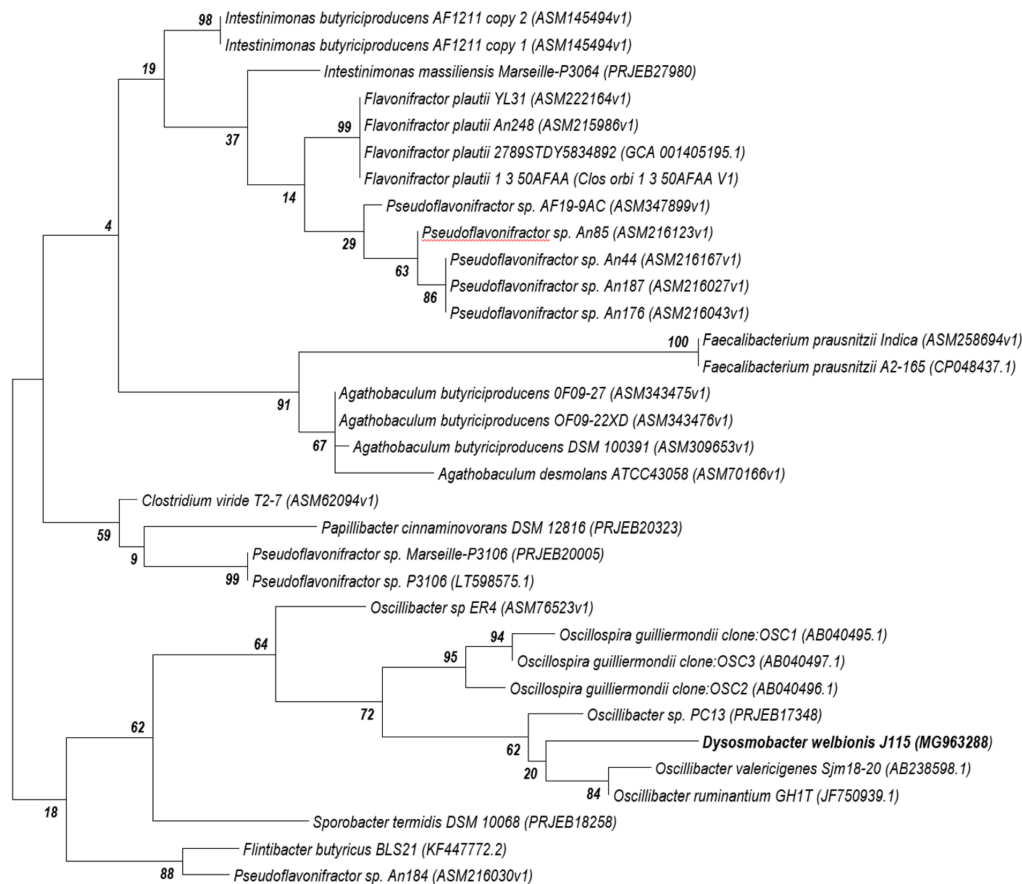 98
Intestinimonas butyriciproducens AF1211 copy 2 (ASM145494v1)
Intestinimonas butyriciproducens AF1211 copy 1 (ASM145494v1)
19
Intestinimonas massiliensis Marseille-P3064 (PRJEB27980)
Flavonifractor plautii YL31 (ASM222164v1)
99
Flavonifractor plautii An248 (ASM215986v1)
37
Flavonifractor plautii 2789STDY5834892 (GCA 001405195.1)
Flavonifractor plautii 1 3 50AFAA (Clos orbi 1 3 50AFAA V1)
14
Pseudoflavonifractor sp. AF19-9AC (ASM347899v1)
4
Pseudoflavonifractor sp. An85 (ASM216123v1)
29
Pseudoflavonifractor sp. An44 (ASM216167v1)
63
Pseudoflavonifractor sp. An187 (ASM216027v1)
86
Pseudoflavonifractor sp. An176 (ASM216043v1)
100
Faecalibacterium prausnitzii Indica (ASM258694v1)
Faecalibacterium prausnitzii A2-165 (CP048437.1)
Agathobaculum butyriciproducens 0F09-27 (ASM343475v1)
91
Agathobaculum butyriciproducens OF09-22XD (ASM343476v1)
67
Agathobaculum butyriciproducens DSM 100391 (ASM309653v1)
Agathobaculum desmolans ATCC43058 (ASM70166v1)
Clostridium viride T2-7 (ASM62094v1)
59
Papillibacter cinnaminovorans DSM 12816 (PRJEB20323)
9
Pseudoflavonifractor sp. Marseille-P3106 (PRJEB20005)
99
Pseudoflavonifractor sp. P3106 (LT598575.1)
Oscillibacter sp ER4 (ASM76523v1)
94
Oscillospira guilliermondii clone:OSC1 (AB040495.1)
64
95
Oscillospira guilliermondii clone:OSC3 (AB040497.1)
Oscillospira guilliermondii clone:OSC2 (AB040496.1)
72
Oscillibacter sp. PC13 (PRJEB17348)
62
62
Dysosmobacter welbionis J115 (MG963288)
20
Oscillibacter valericigenes Sjm18-20 (AB238598.1)
84
Oscillibacter ruminantium GH1T (JF750939.1)
18
Sporobacter termidis DSM 10068 (PRJEB18258)
Flintibacter butyricus BLS21 (KF447772.2)
88
Pseudoflavonifractor sp. An184 (ASM216030v1)